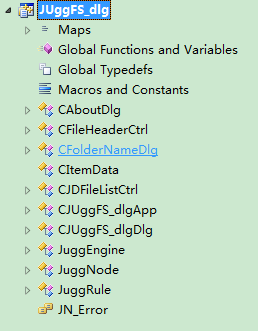 JUggFS_dlg
Maps
Global Functions and Variables
Global Typedefs
Macros and Constants
CAboutDlg
CFileHeaderCtrl
CFolderNameDlg
CItemData
CJDFileListCtrl
CJUggFS_dlgApp
CJUggFS_dlgDlg
JuggEngine
JuggNode
JuggRule
JN_Error